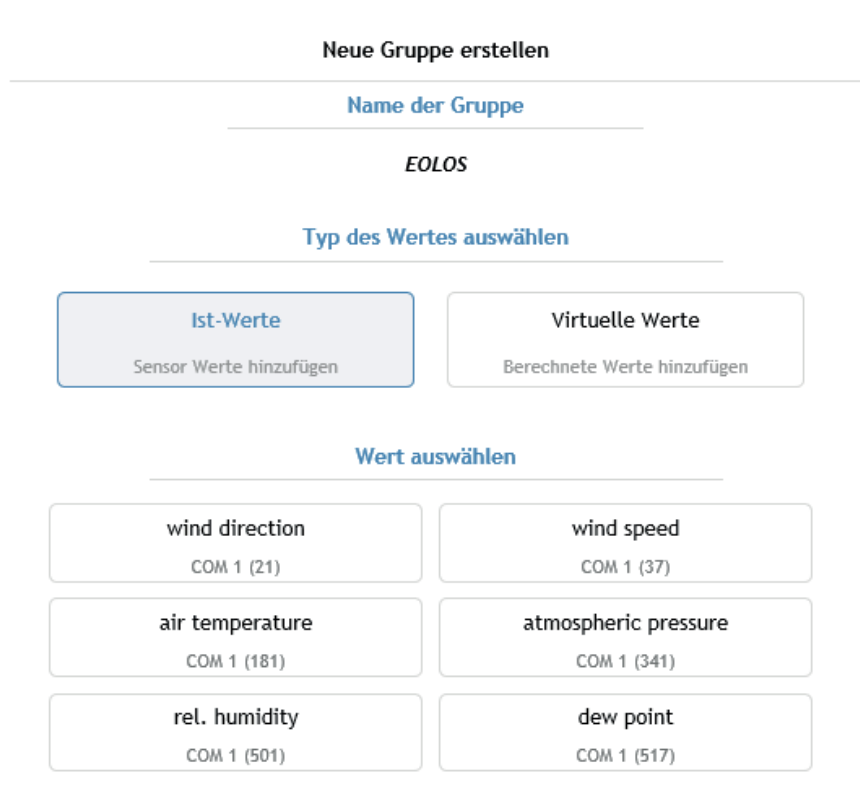 Neue Gruppe erstellen
Name der Gruppe
EOLOS
Typ des Wertes auswählen
Ist-Werte
Sensor Werte hinzufügen
Virtuelle Werte
Berechnete Werte hinzufügen
Wert auswählen
wind direction
COM 1 (21)
wind speed
COM 1 (37)
air temperature
COM 1 (181)
atmospheric pressure
COM 1 (341)
rel. humidity
COM 1 (501)
dew point
COM 1 (517)